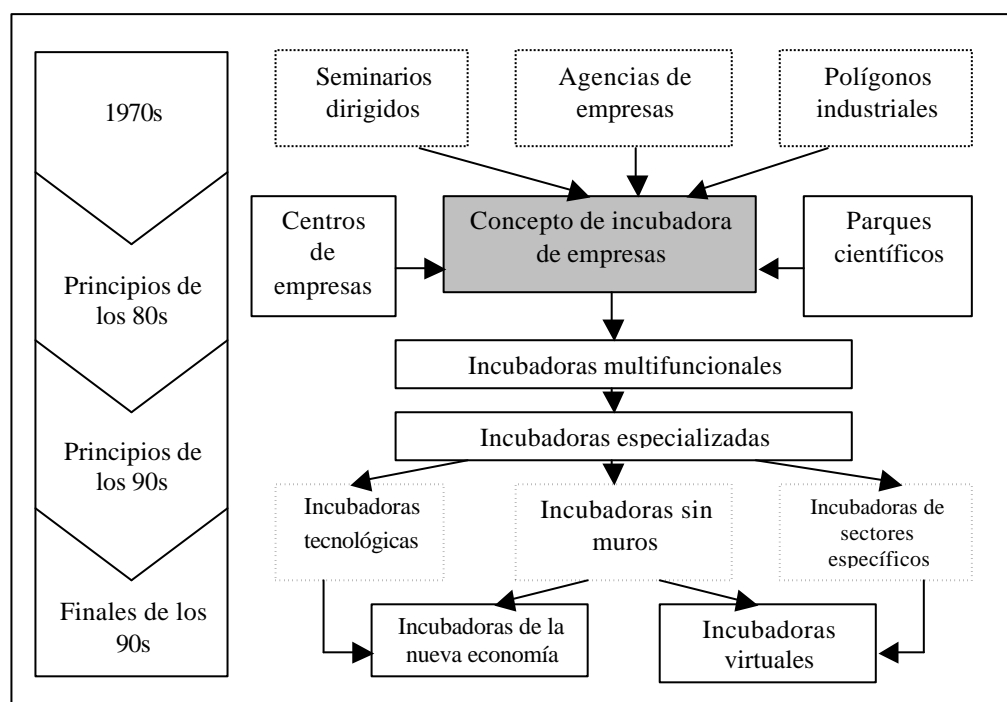 1970s
Seminarios
dirigidos
Agencias de
empresas
Polígonos
industriales
Principios de
los 80s
Centros
de
empresas
Concepto de incubadora
de empresas
Parques
científicos
Incubadoras multifuncionales
Principios de
los 90s
Incubadoras especializadas
Incubadoras
tecnológicas
Incubadoras sin
muros
Incubadoras de
sectores
específicos
Finales de los
90s
Incubadoras de la
nueva economía
Incubadoras
virtuales